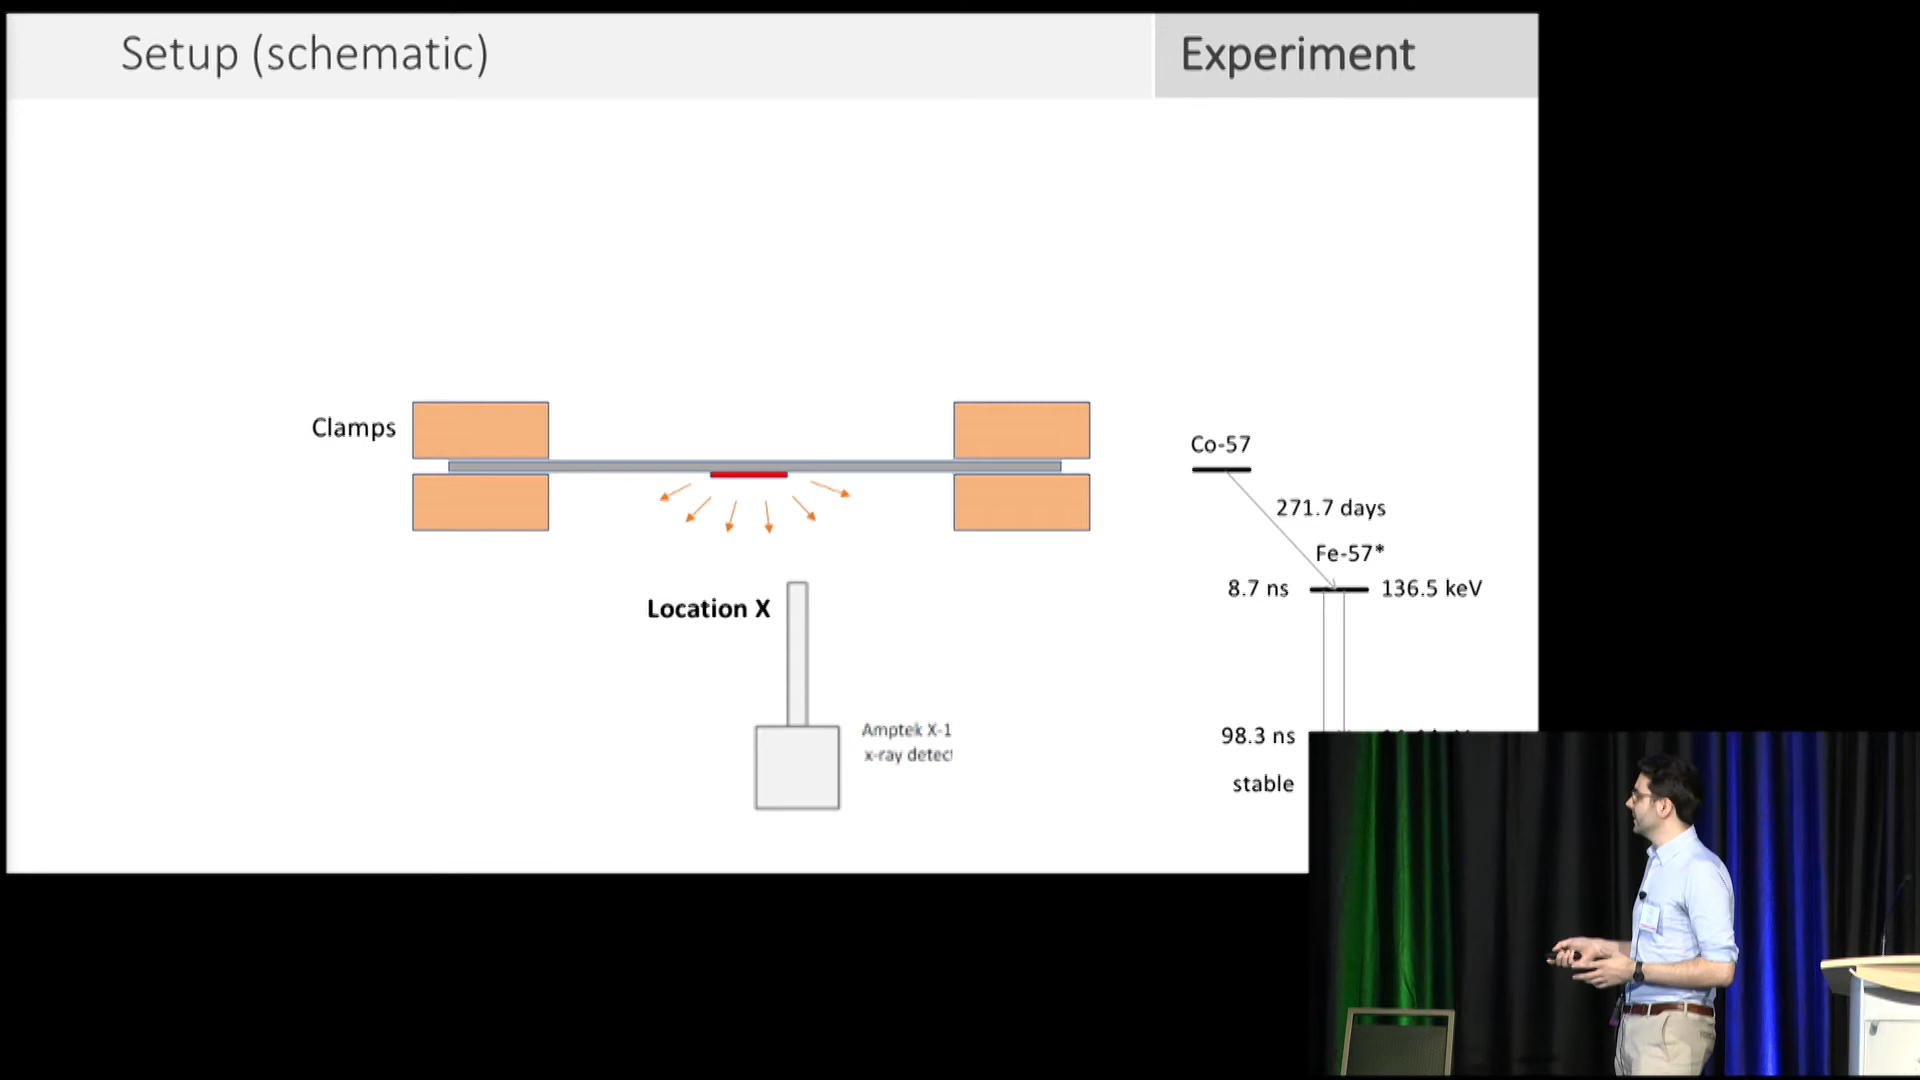 Setup (schematic)
Experiment
Clamps
Location X
Amptek X-1
x-ray detect
Co-57
271.7 days
Fe-57*
8.7 ns
136.5 keV
98.3 ns
stable